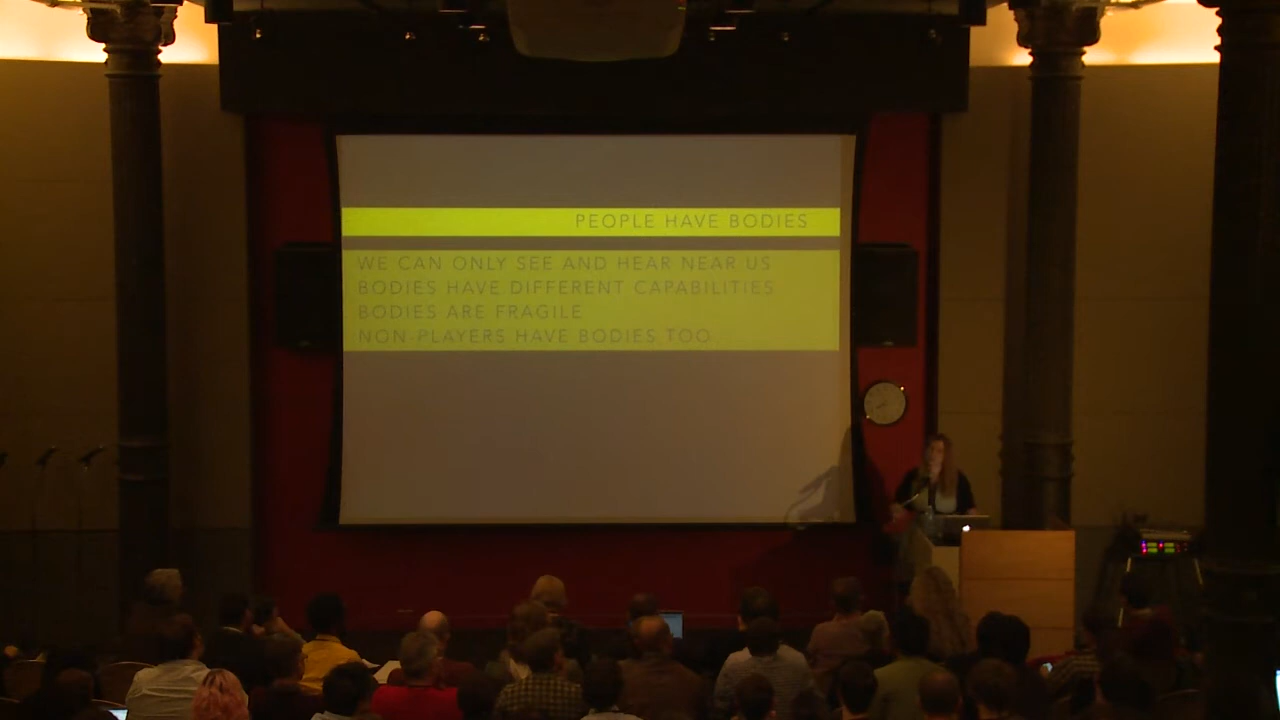 PEOPLE HAVE BODIES
WE CAN ONLY SEE AND HEAR NEAR US
BODIES HAVE DIFFERENT CAPABILITIES
BODIES ARE FRAGILE
NON-PLAYERS HAVE BODIES TOO